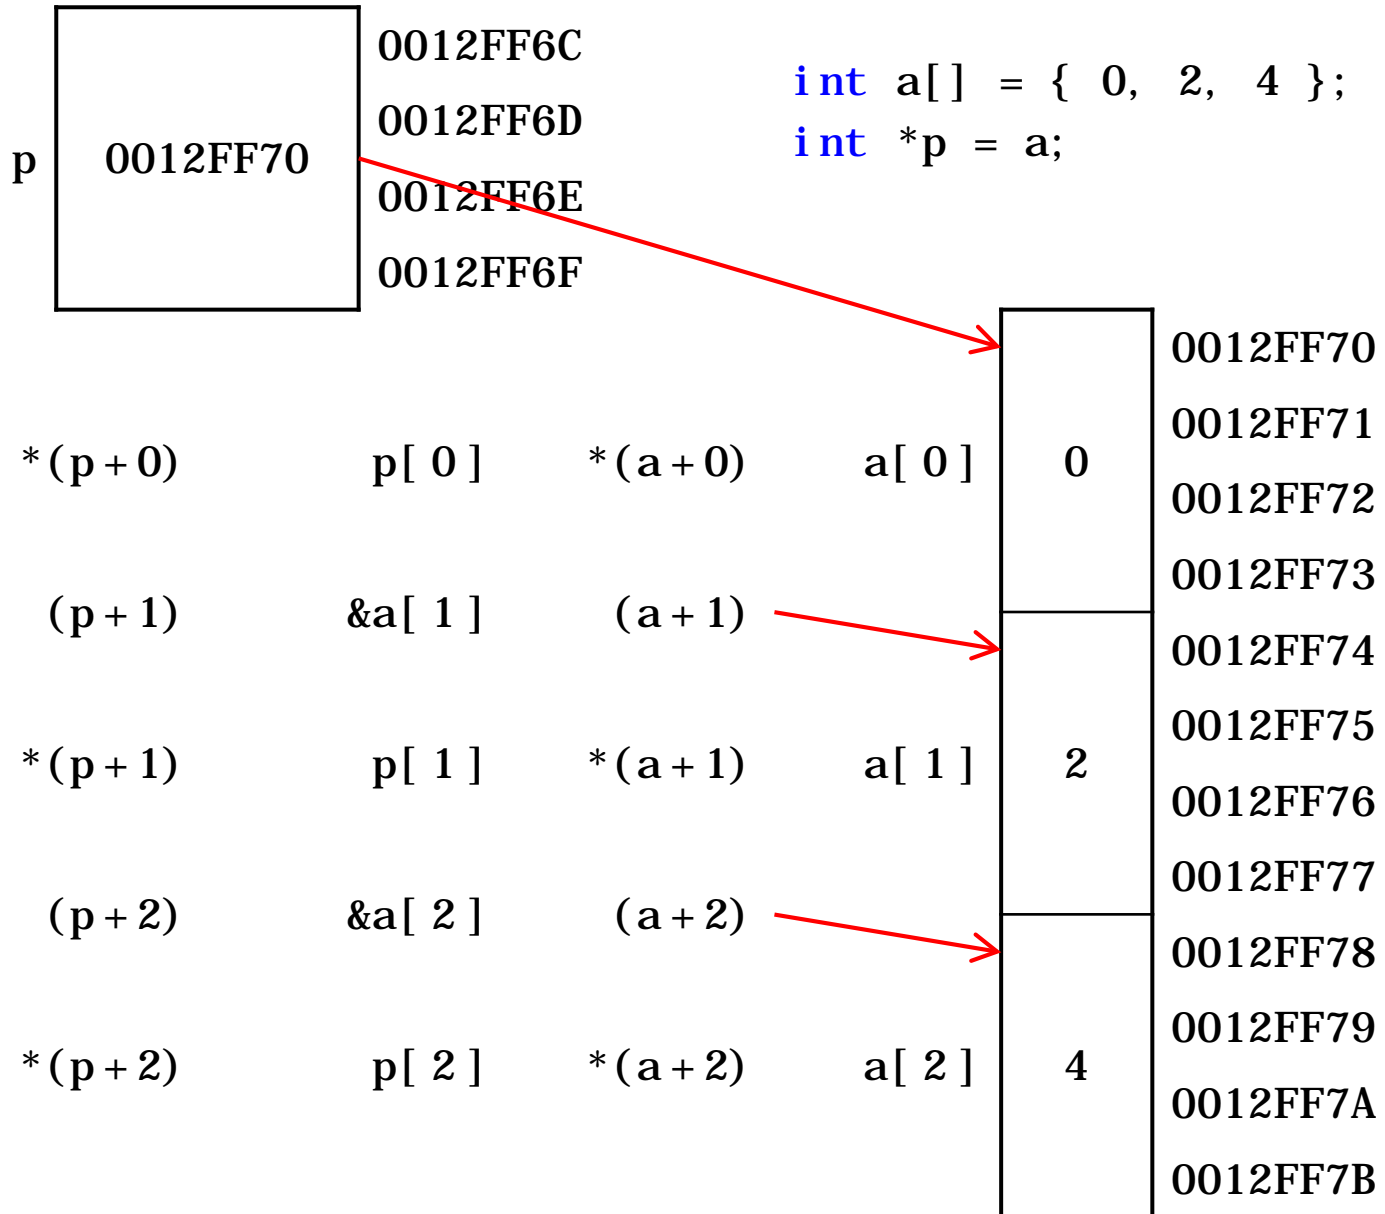 0012FF6C
int a[] = { 0, 2, 4 };
0012FF6D
int *p = a;
p 0012FF70
0012FF6E
0012FF6F
0012FF70
0012FF71
*(p+0) p[0] *(a+0) a[0] 0
0012FF72
0012FF73
(p+1) &a[1] (a+1)
0012FF74
0012FF75
*(p+1) p[1] *(a+1) a[1] 2
0012FF76
0012FF77
(p+2) &a[2] (a+2)
0012FF78
0012FF79
*(p+2) p[2] *(a+2) a[2] 4
0012FF7A
0012FF7B